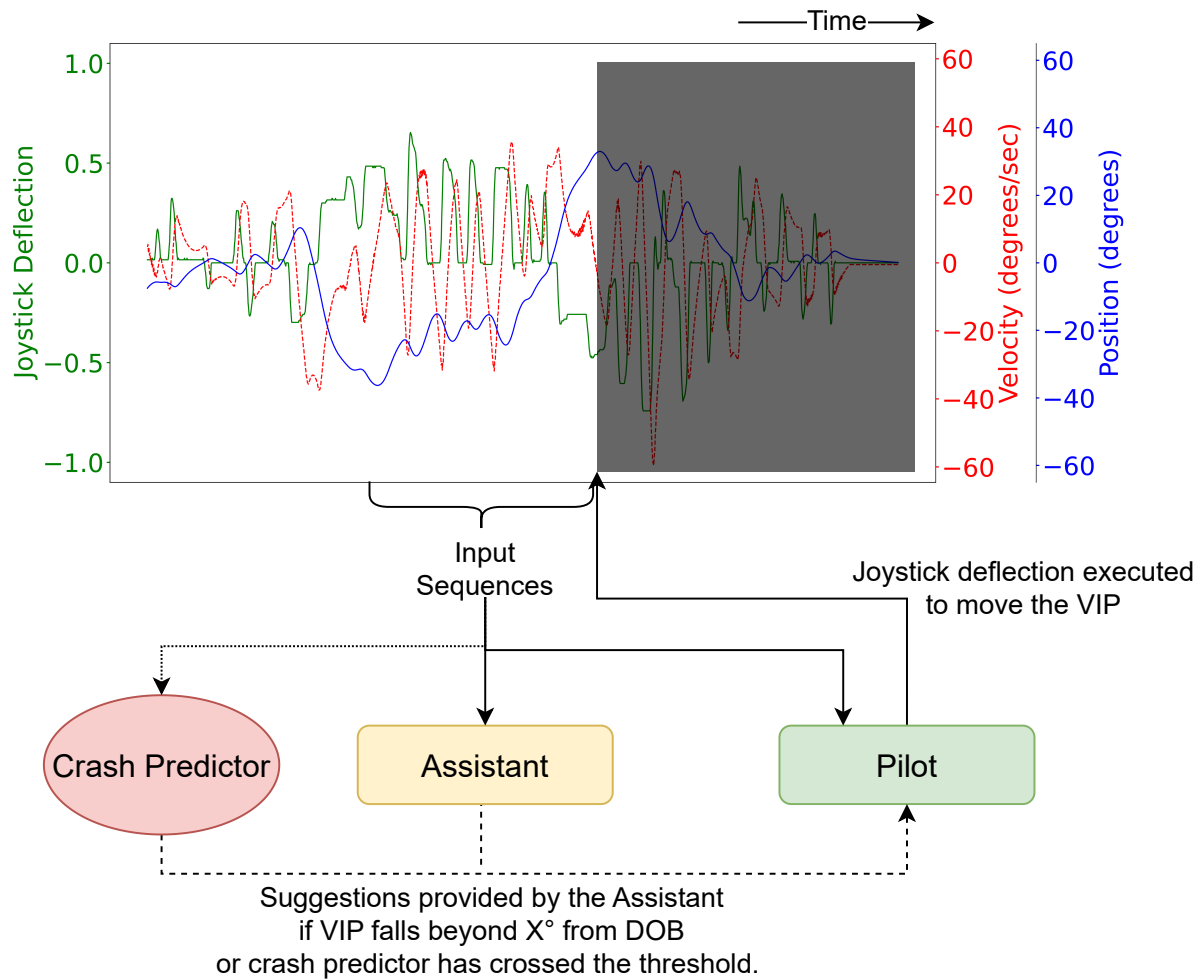 Time
1.0
0.5
0.0
−0.5
−1.0
Joystick Deflection
60
40
20
0
−20
−40
−60
Velocity (degrees/sec)
60
40
20
0
−20
−40
−60
Position (degrees)
Input
Sequences
Joystick deflection executed
to move the VIP
Crash Predictor
Assistant
Pilot
Suggestions provided by the Assistant
if VIP falls beyond X° from DOB
or crash predictor has crossed the threshold.